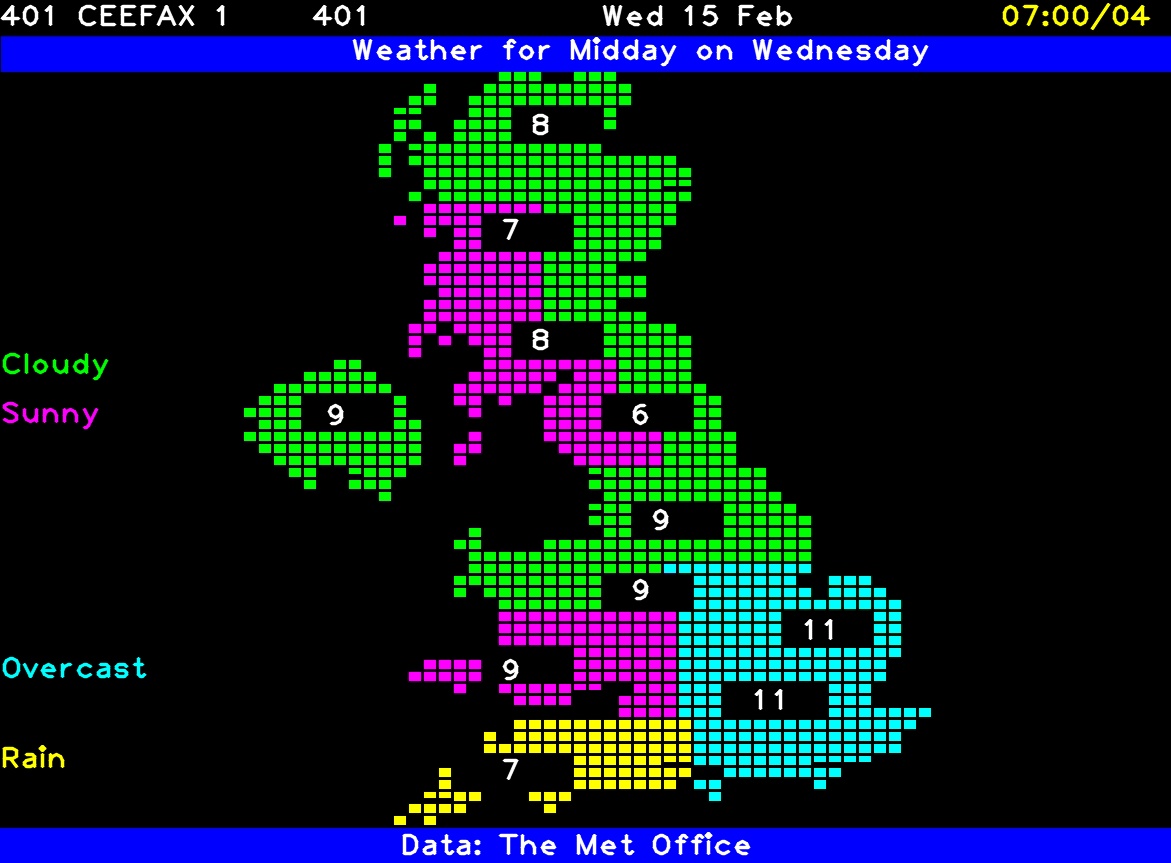 401 CEEFAX 1 401 Wed 15 Feb 07:00/04
Weather for Midday on Wednesday
8
7
8
Cloudy
Sunny
9 6
9
9
11
Overcast
9
11
Rain
7
Data: The Met Office